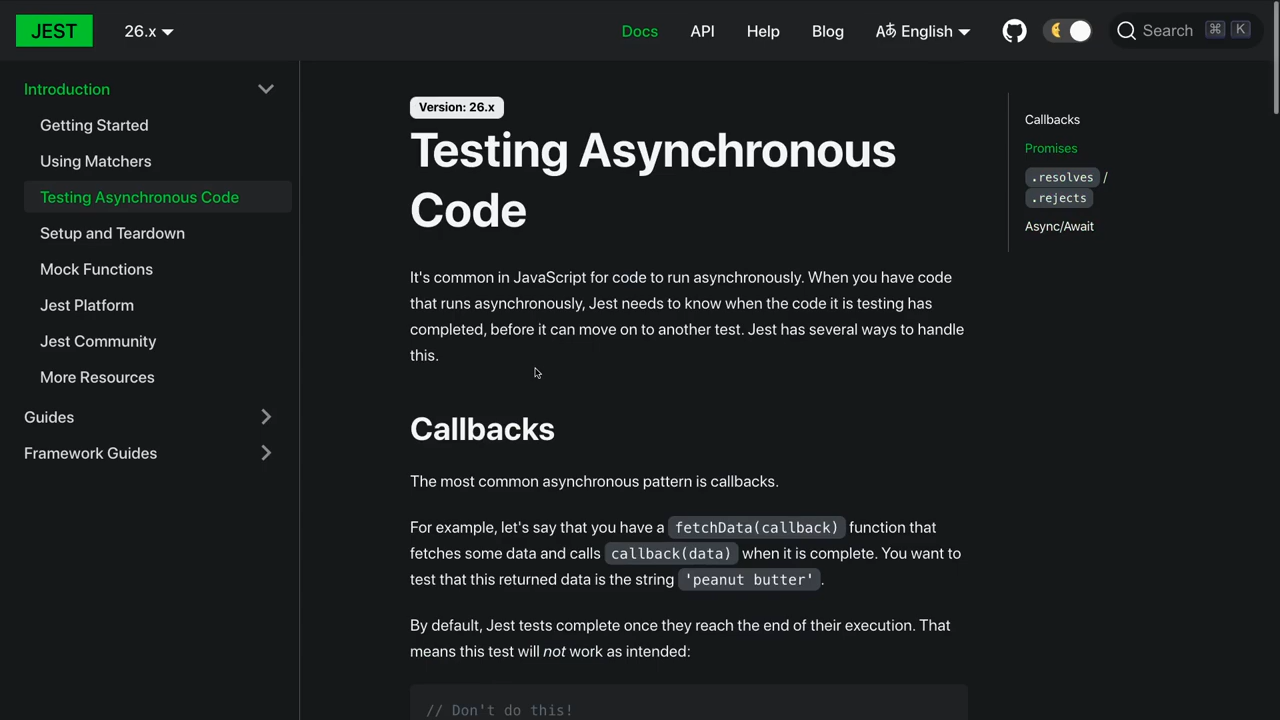 JEST
26.x
Docs
API
Help
Blog
English
Search
⌘ K
Introduction
Getting Started
Using Matchers
Testing Asynchronous Code
Setup and Teardown
Mock Functions
Jest Platform
Jest Community
More Resources
Guides
Framework Guides
Version: 26.x
Testing Asynchronous
Code
It's common in JavaScript for code to run asynchronously. When you have code
that runs asynchronously, Jest needs to know when the code it is testing has
completed, before it can move on to another test. Jest has several ways to handle
this.
Callbacks
The most common asynchronous pattern is callbacks.
For example, let's say that you have a fetchData(callback) function that
fetches some data and calls callback(data) when it is complete. You want to
test that this returned data is the string 'peanut butter'.
By default, Jest tests complete once they reach the end of their execution. That
means this test will not work as intended:
// Don't do this!
Callbacks
Promises
.resolves /
.rejects
Async/Await